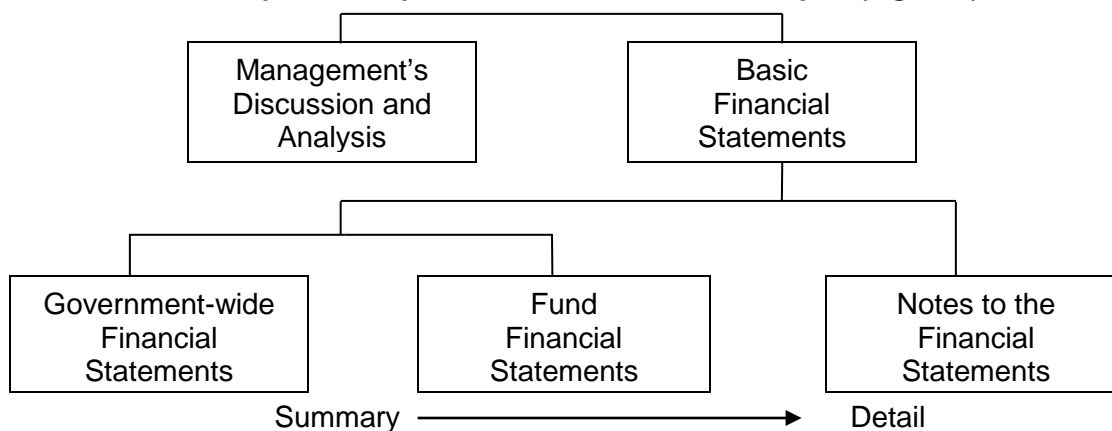 Management’s
Discussion and
Analysis
Basic
Financial
Statements
Government-wide
Financial
Statements
Fund
Financial
Statements
Notes to the
Financial
Statements
Summary
Detail